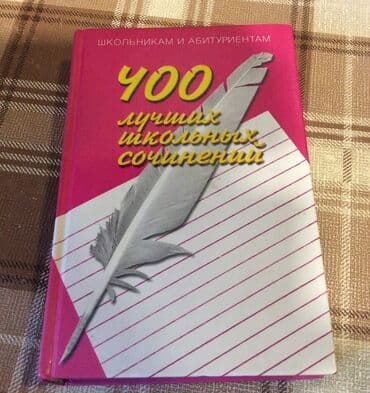 ШКОЛЬНИКАМ И АБИТУРИЕНТАМ
400
лучших
школьных
сочинений